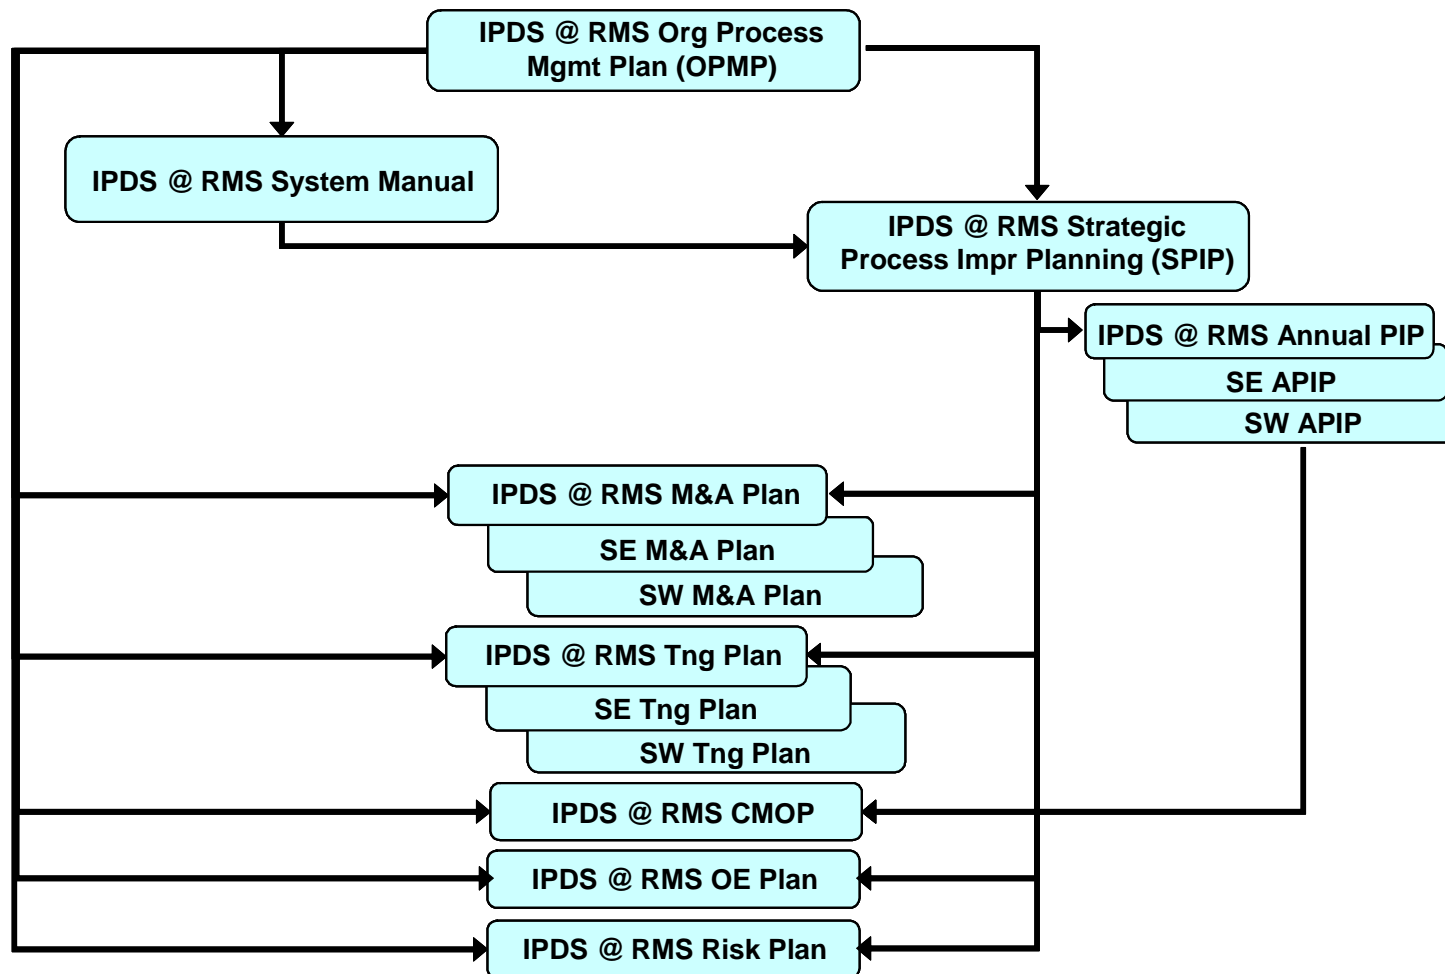 IPDS @ RMS Org Process
Mgmt Plan (OPMP)
IPDS @ RMS System Manual
IPDS @ RMS Strategic
Process Impr Planning (SPIP)
IPDS @ RMS Annual PIP
SE APIP
SW APIP
IPDS @ RMS M&A Plan
SE M&A Plan
SW M&A Plan
IPDS @ RMS Tng Plan
SE Tng Plan
SW Tng Plan
IPDS @ RMS CMOP
IPDS @ RMS OE Plan
IPDS @ RMS Risk Plan